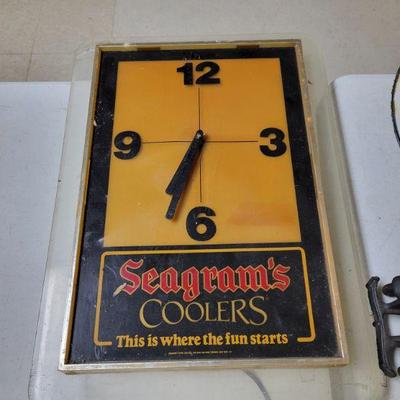 12
9
3
6
Seagram's
COOLERS
This is where the fun starts